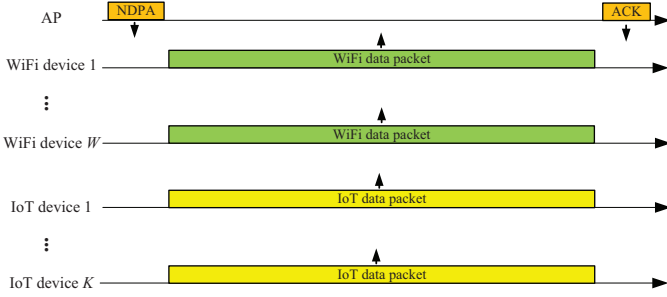 NDPA
ACK
AP
WiFi data packet
WiFi device 1
WiFi data packet
WiFi device W
IoT data packet
IoT device 1
IoT data packet
IoT device K